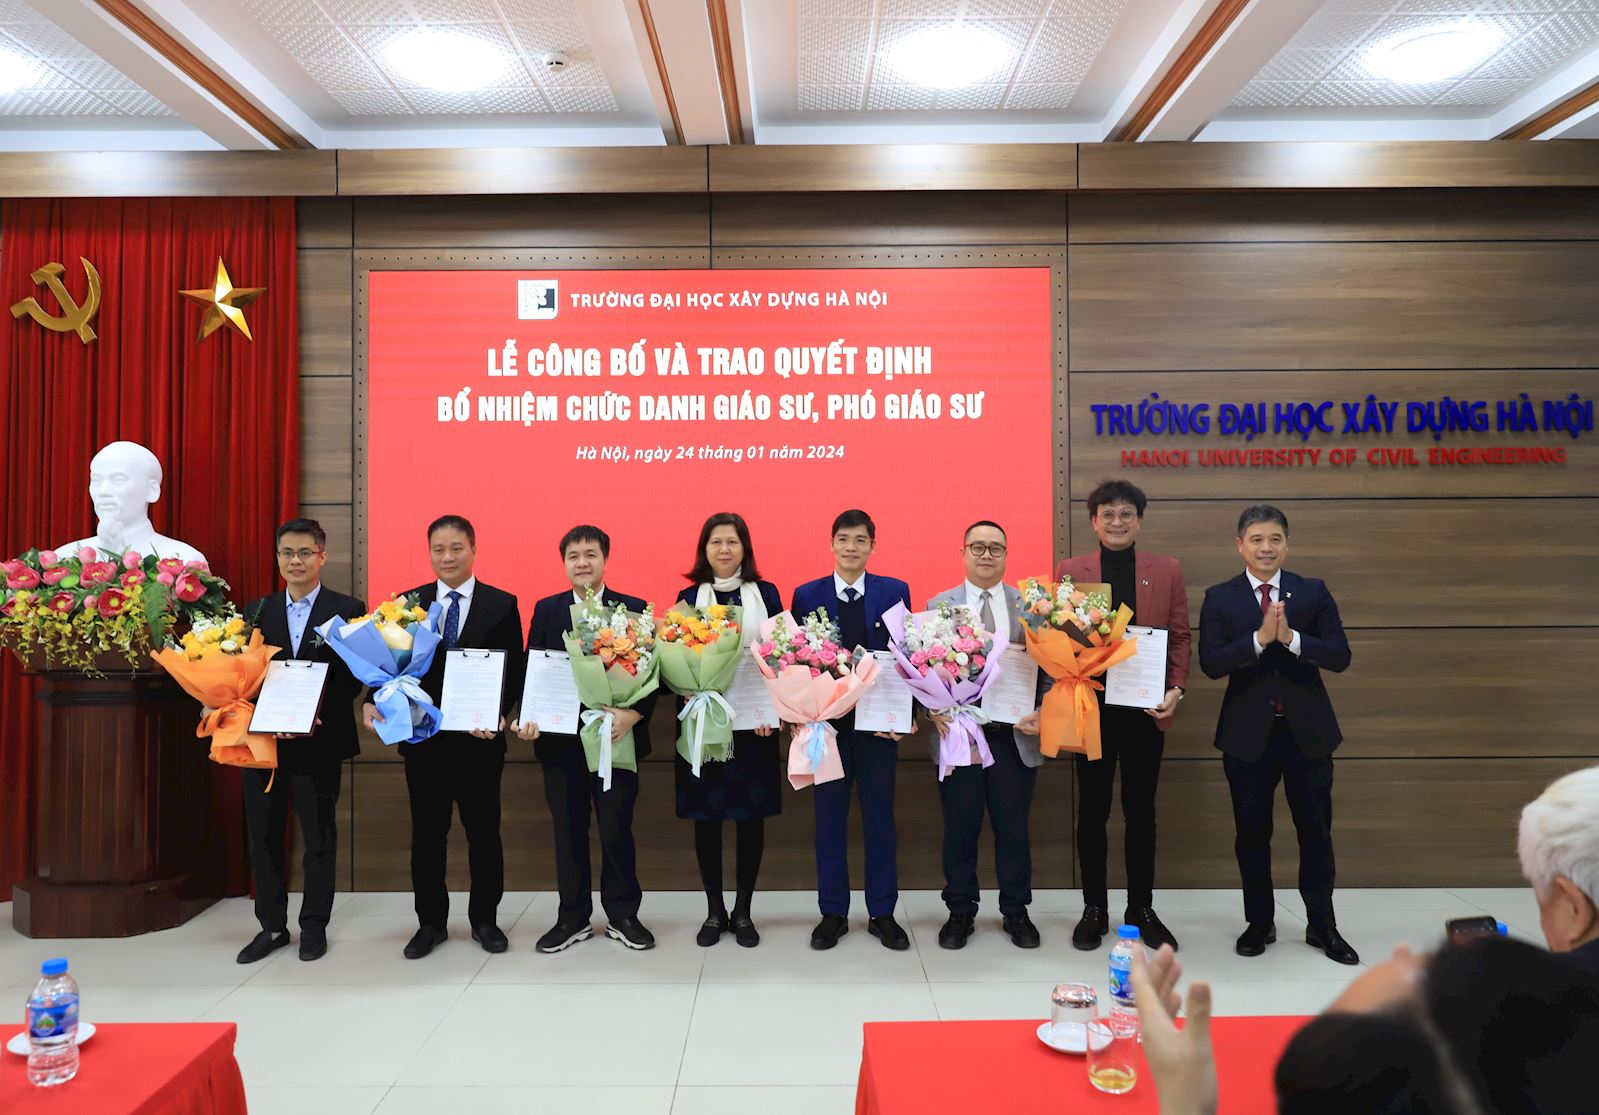 TRƯỜNG ĐẠI HỌC XÂY DỰNG HÀ NỘI
LỄ CÔNG BỐ VÀ TRAO QUYẾT ĐỊNH
BỔ NHIỆM CHỨC DANH GIÁO SƯ, PHÓ GIÁO SƯ
Hà Nội, ngày 24 tháng 01 năm 2024
TRƯỜNG ĐẠI HỌC XÂY DỰNG HÀ NỘI
HANOI UNIVERSITY OF CIVIL ENGINEERING